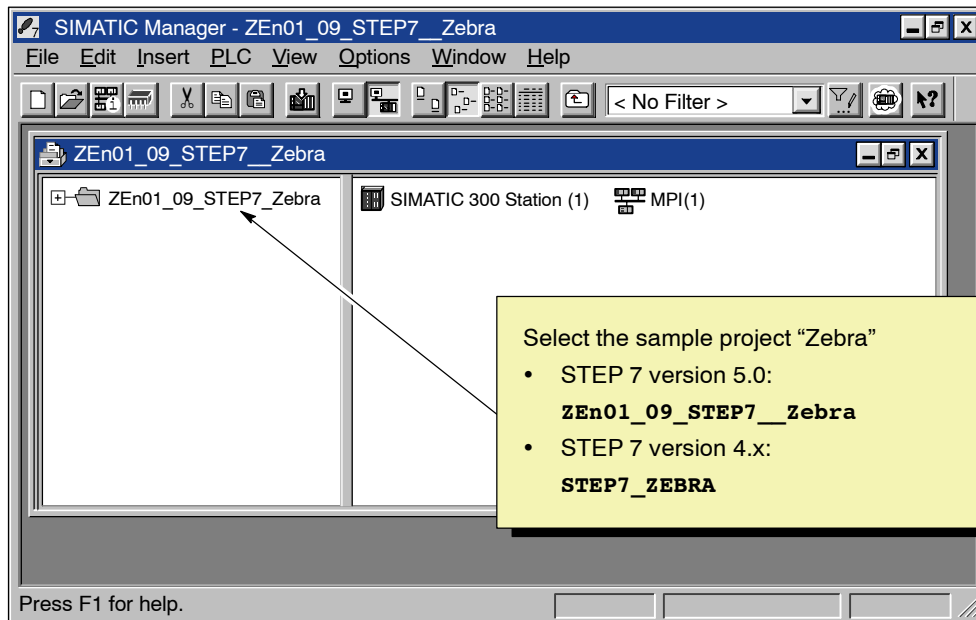 SIMATIC Manager - ZEn01_09_STEP7__Zebra
File Edit Insert PLC View Options Window Help
< No Filter >
ZEn01_09_STEP7__Zebra
ZEn01_09_STEP7_Zebra
SIMATIC 300 Station (1) MPI(1)
Select the sample project “Zebra”
• STEP 7 version 5.0:
ZEn01_09_STEP7__Zebra
• STEP 7 version 4.x:
STEP7_ZEBRA
Press F1 for help.